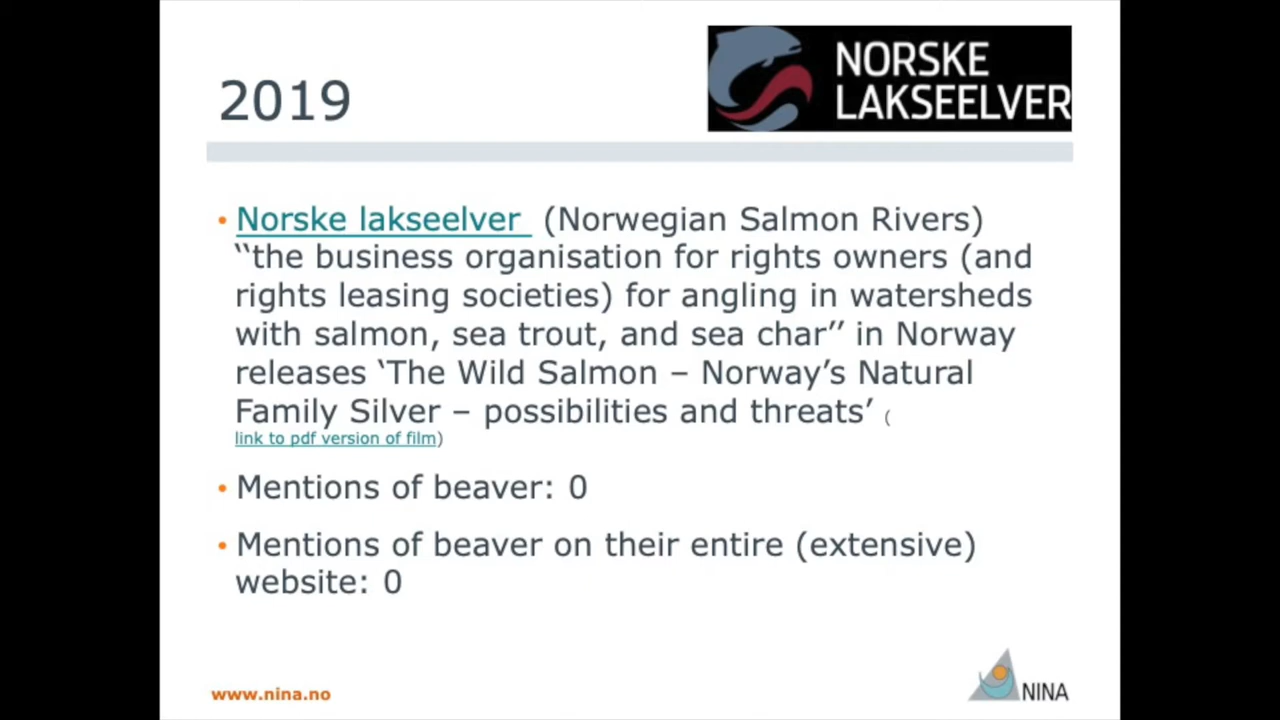 2019
NORSKE
LAKSEELVER
• Norske lakseelver (Norwegian Salmon Rivers)
‘‘the business organisation for rights owners (and
rights leasing societies) for angling in watersheds
with salmon, sea trout, and sea char’’ in Norway
releases ‘The Wild Salmon – Norway’s Natural
Family Silver – possibilities and threats’ (
link to pdf version of film)
• Mentions of beaver: 0
• Mentions of beaver on their entire (extensive)
website: 0
www.nina.no
NINA